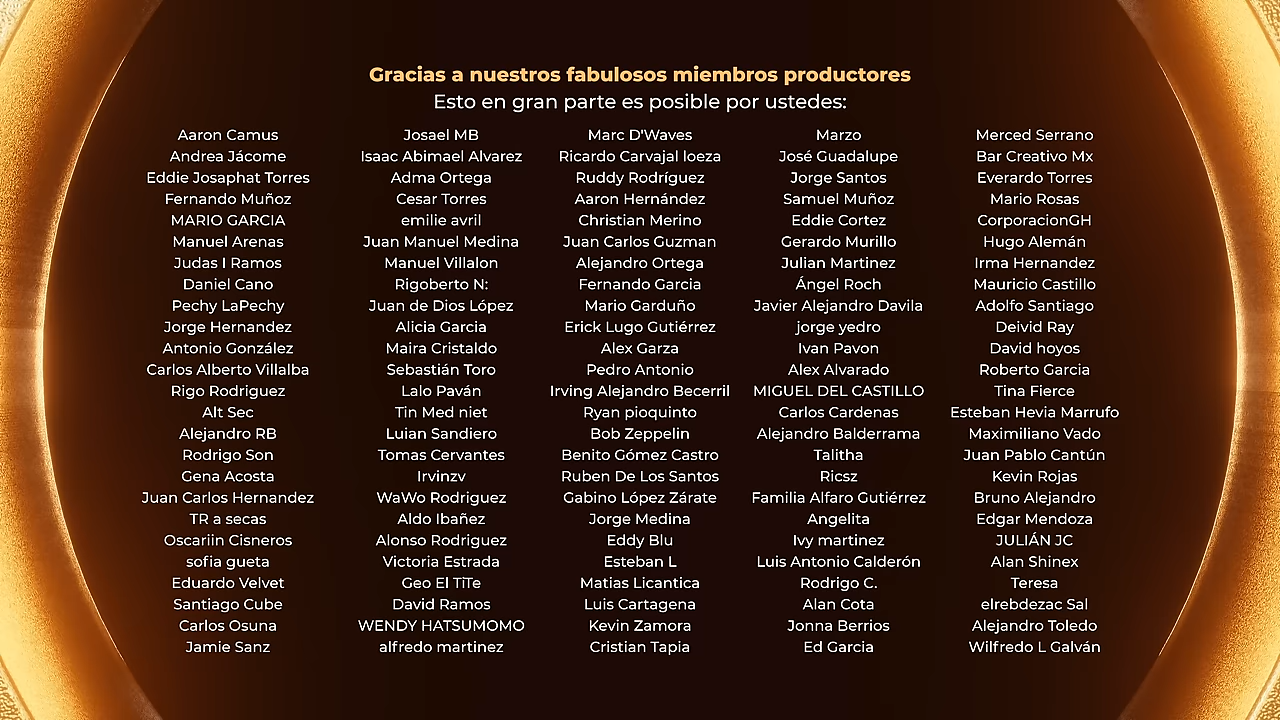 Gracias a nuestros fabulosos miembros productores
Esto en gran parte es posible por ustedes:
Aaron Camus
Andrea Jácome
Eddie Josaphat Torres
Fernando Muñoz
MARIO GARCIA
Manuel Arenas
Judas I Ramos
Daniel Cano
Pechy LaPechy
Jorge Hernandez
Antonio González
Carlos Alberto Villalba
Rigo Rodriguez
Alt Sec
Alejandro RB
Rodrigo Son
Gena Acosta
Juan Carlos Hernandez
TR a secas
Oscariin Cisneros
sofia gueta
Eduardo Velvet
Santiago Cube
Carlos Osuna
Jamie Sanz
Josael MB
Isaac Abimael Alvarez
Adma Ortega
Cesar Torres
emilie avril
Juan Manuel Medina
Manuel Villalon
Rigoberto N:
Juan de Dios López
Alicia Garcia
Maira Cristaldo
Sebastián Toro
Lalo Paván
Tin Med niet
Luian Sandiero
Tomas Cervantes
Irvinzv
WaWo Rodriguez
Aldo Ibañez
Alonso Rodriguez
Victoria Estrada
Geo El TiTe
David Ramos
WENDY HATSUMOMO
alfredo martinez
Marc D'Waves
Ricardo Carvajal loeza
Ruddy Rodríguez
Aaron Hernández
Christian Merino
Juan Carlos Guzman
Alejandro Ortega
Fernando Garcia
Mario Garduño
Erick Lugo Gutiérrez
Alex Garza
Pedro Antonio
Irving Alejandro Becerril
Ryan pioquinto
Bob Zeppelin
Benito Gómez Castro
Ruben De Los Santos
Gabino López Zárate
Jorge Medina
Eddy Blu
Esteban L
Matias Licantica
Luis Cartagena
Kevin Zamora
Cristian Tapia
Marzo
José Guadalupe
Jorge Santos
Samuel Muñoz
Eddie Cortez
Gerardo Murillo
Julian Martinez
Ángel Roch
Javier Alejandro Davila
jorge yedro
Ivan Pavon
Alex Alvarado
MIGUEL DEL CASTILLO
Carlos Cardenas
Alejandro Balderrama
Talitha
Ricsz
Familia Alfaro Gutiérrez
Angelita
Ivy martinez
Luis Antonio Calderón
Rodrigo C.
Alan Cota
Jonna Berrios
Ed Garcia
Merced Serrano
Bar Creativo Mx
Everardo Torres
Mario Rosas
CorporacionGH
Hugo Alemán
Irma Hernandez
Mauricio Castillo
Adolfo Santiago
Deivid Ray
David hoyos
Roberto Garcia
Tina Fierce
Esteban Hevia Marrufo
Maximiliano Vado
Juan Pablo Cantún
Kevin Rojas
Bruno Alejandro
Edgar Mendoza
JULIÁN JC
Alan Shinex
Teresa
elrebdezac Sal
Alejandro Toledo
Wilfredo L Galván